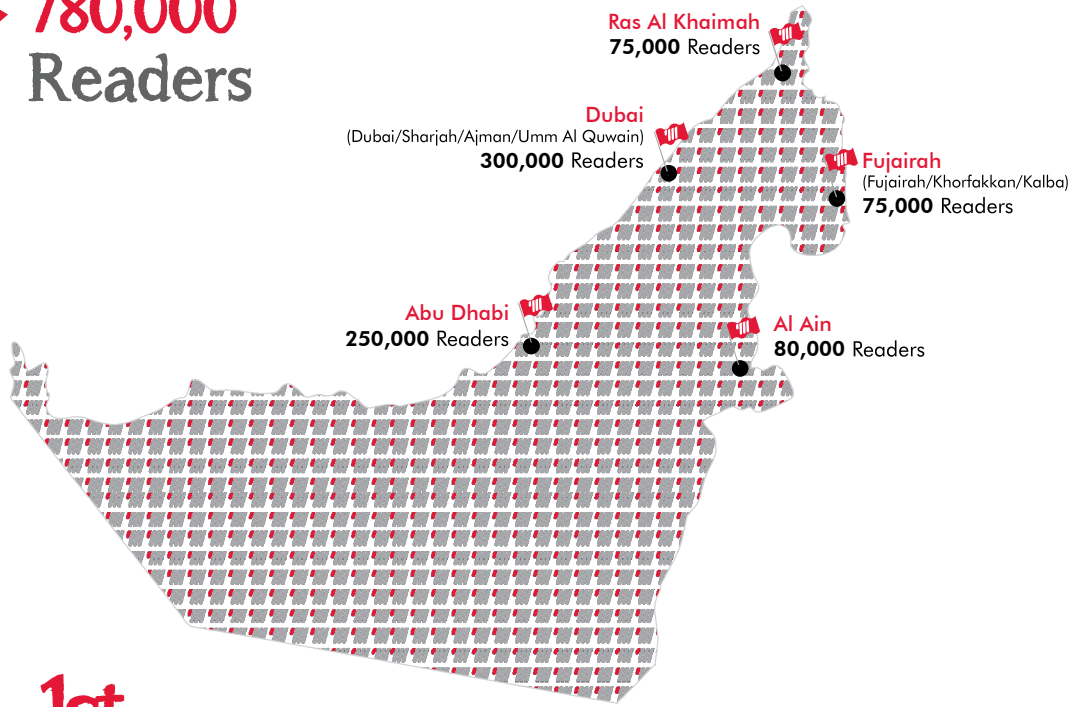 780,000
Readers
Ras Al Khaimah
75,000 Readers
Dubai
(Dubai/Sharjah/Ajman/Umm Al Quwain)
300,000 Readers
Fujairah
(Fujairah/Khorfakkan/Kalba)
75,000 Readers
Abu Dhabi
250,000 Readers
Al Ain
80,000 Readers
1st